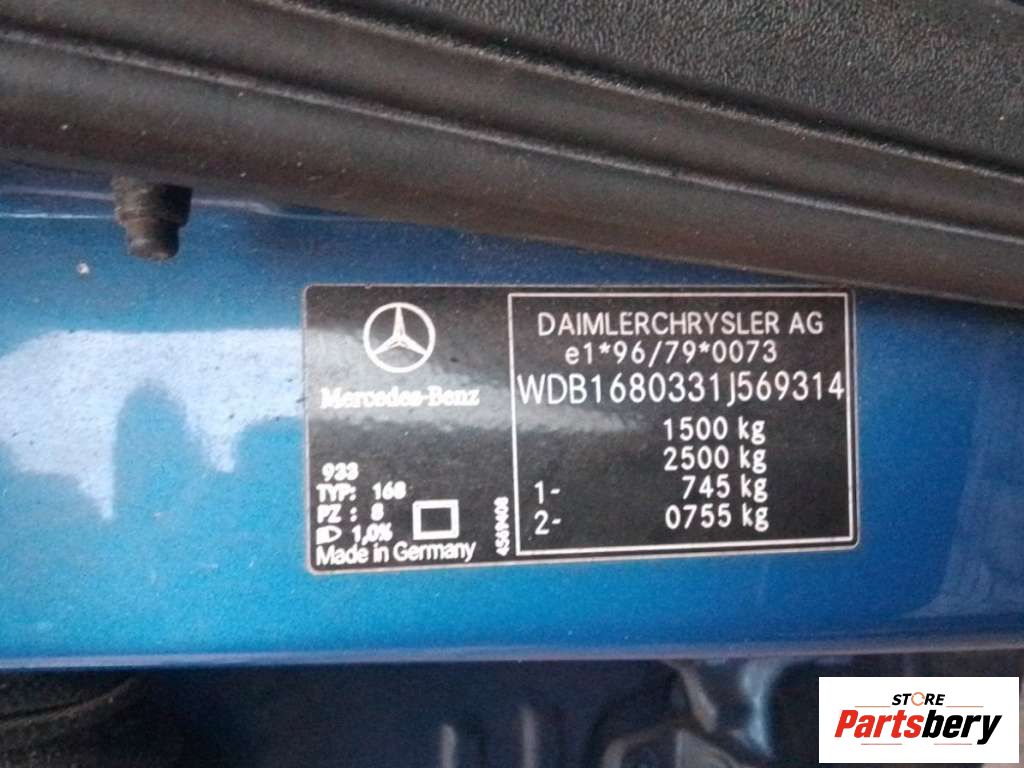 Mercedes-Benz
933
TYP: 168
PZ : 8
1,0%
Made in Germany
4569408
DAIMLERCHRYSLER AG
e1*96/79*0073
WDB1680331J569314
1500 kg
2500 kg
1- 745 kg
2- 0755 kg
STORE
Partsbery